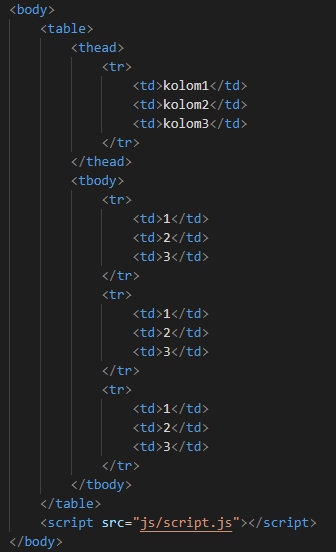 <body>
<table>
<thead>
<tr>
<td>kolom1</td>
<td>kolom2</td>
<td>kolom3</td>
</tr>
</thead>
<tbody>
<tr>
<td>1</td>
<td>2</td>
<td>3</td>
</tr>
<tr>
<td>1</td>
<td>2</td>
<td>3</td>
</tr>
<tr>
<td>1</td>
<td>2</td>
<td>3</td>
</tr>
</tbody>
</table>
<script src="js/script.js"></script>
</body>